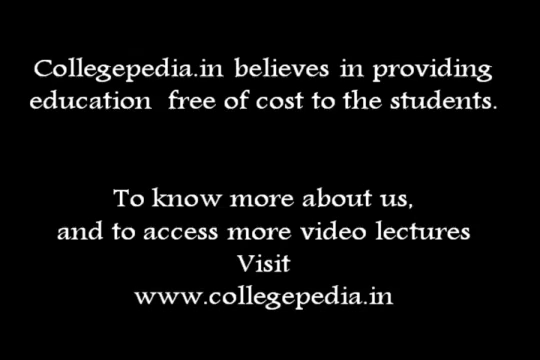 Collegepedia.in believes in providing
education  free of cost to the students.
To know more about us,
and to access more video lectures
Visit
www.collegepedia.in